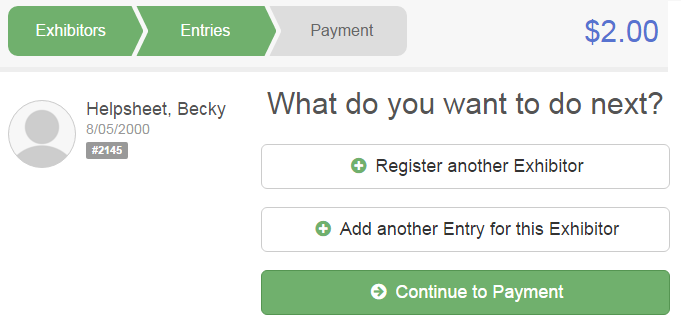 Exhibitors
Entries
Payment
$2.00
Helpsheet, Becky
8/05/2000
#2145
What do you want to do next?
Register another Exhibitor
Add another Entry for this Exhibitor
Continue to Payment